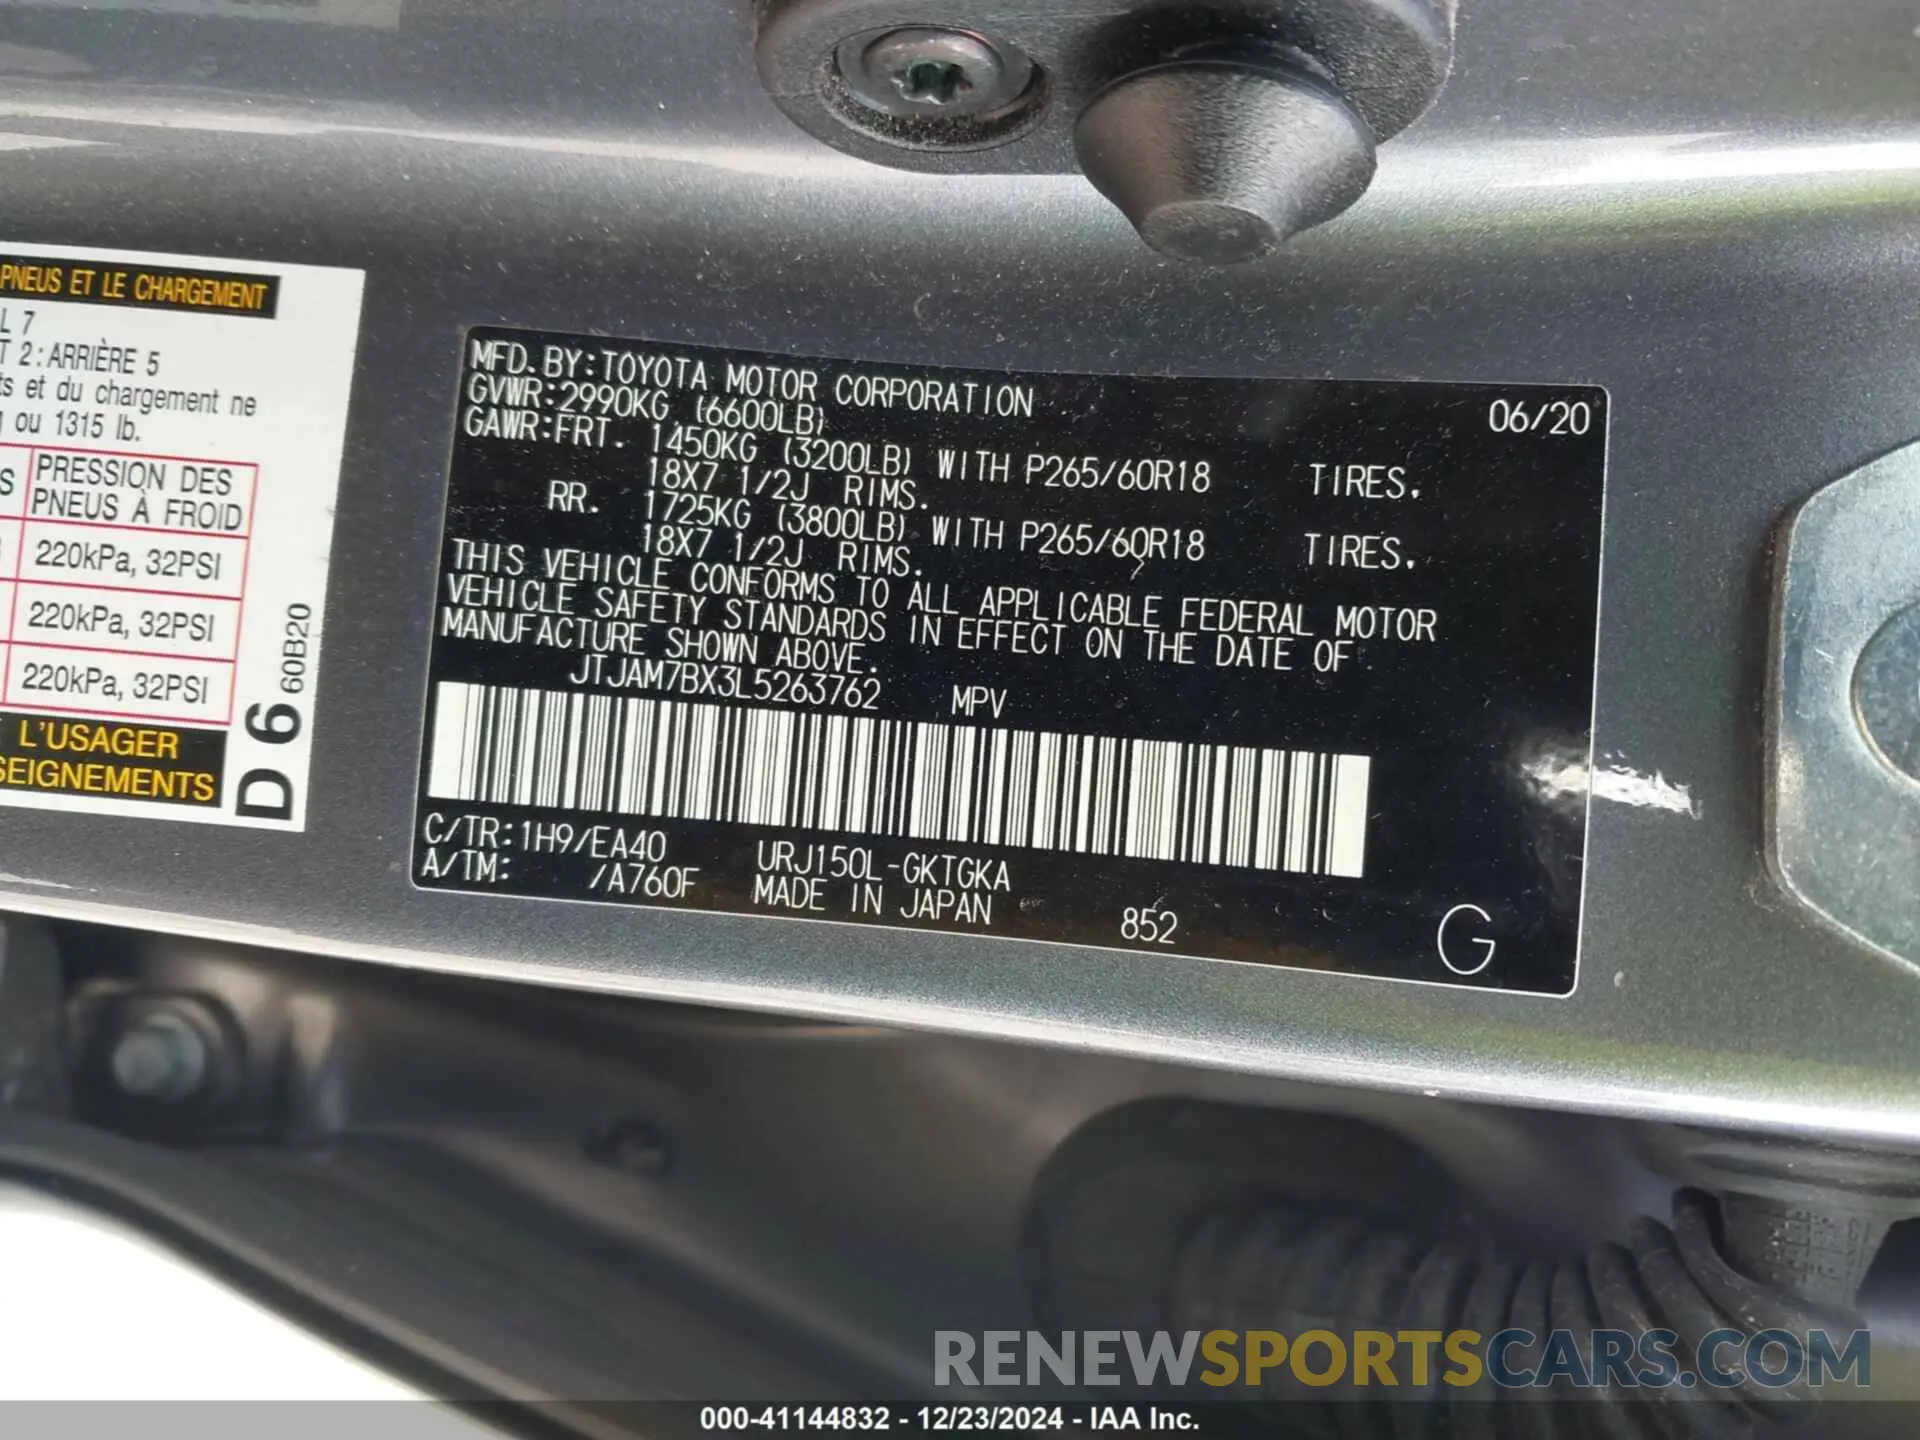 PNEUS ET LE CHARGEMENT
L 7
T 2 : ARRIÈRE 5
ts et du chargement ne
ou 1315 lb.
S PRESSION DES
PNEUS À FROID
220kPa, 32PSI
220kPa, 32PSI
220kPa, 32PSI
L'USAGER
SEIGNEMENTS
D 6 60B20
MFD. BY: TOYOTA MOTOR CORPORATION 06/20
GVWR: 2990KG (6600LB)
GAWR: FRT. 1450KG (3200LB) WITH P265/60R18 TIRES.
18X7 1/2J RIMS.
RR. 1725KG (3800LB) WITH P265/60R18 TIRES.
18X7 1/2J RIMS.
THIS VEHICLE CONFORMS TO ALL APPLICABLE FEDERAL MOTOR
VEHICLE SAFETY STANDARDS IN EFFECT ON THE DATE OF
MANUFACTURE SHOWN ABOVE.
JTJAM7BX3L5263762 MPV
C/TR: 1H9/EA40 URJ150L-GKTGKA
A/TM: /A760F MADE IN JAPAN 852 G
RENEWSPORTSCARS.COM
000-41144832 - 12/23/2024 - IAA Inc.